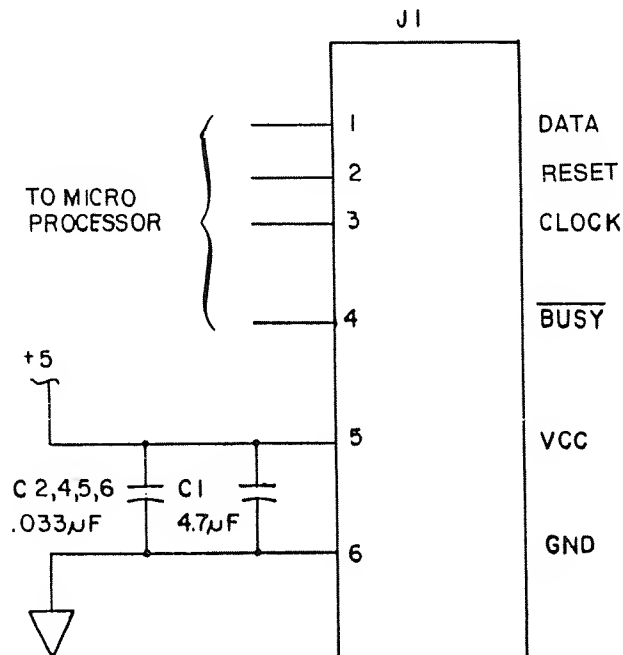 J1
1 DATA
2 RESET
TO MICRO
PROCESSOR
3 CLOCK
4 BUSY
+5
5 VCC
C 2,4,5,6
.033µF
C1
4.7µF
6 GND